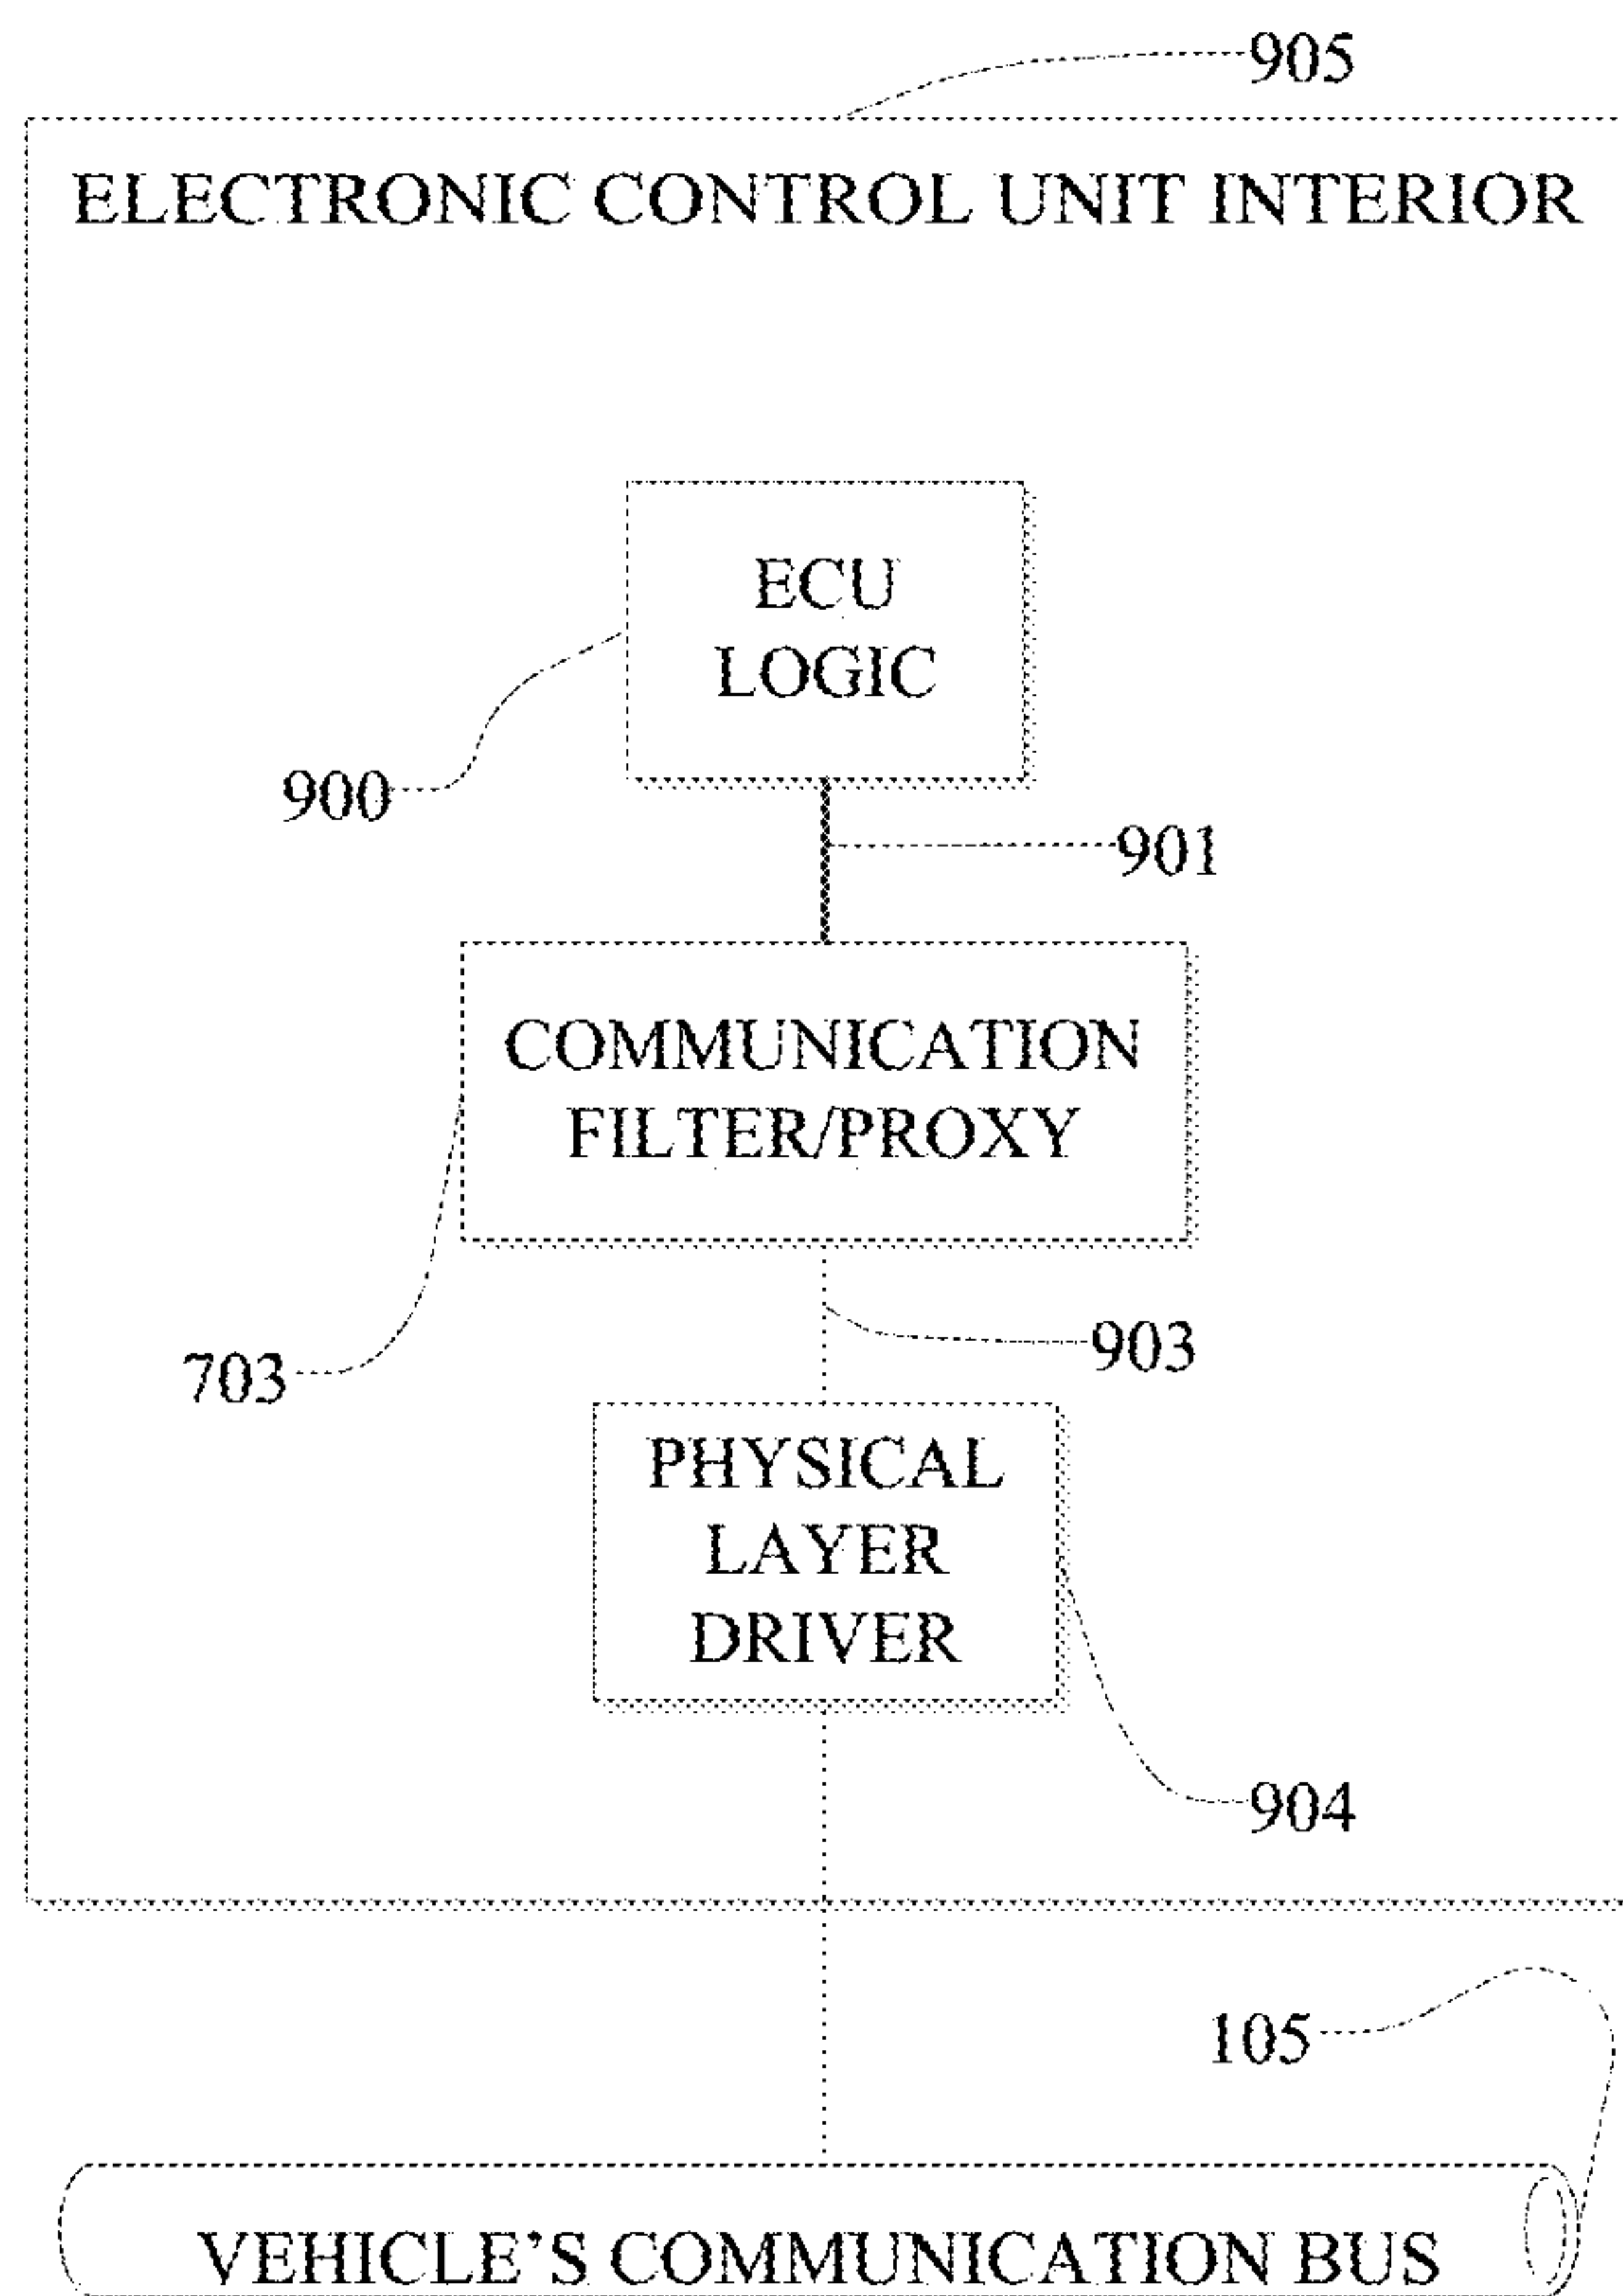 905
ELECTRONIC CONTROL UNIT INTERIOR
ECU
LOGIC
900
901
COMMUNICATION
FILTER/PROXY
903
703
PHYSICAL
LAYER
DRIVER
904
105
VEHICLE'S COMMUNICATION BUS